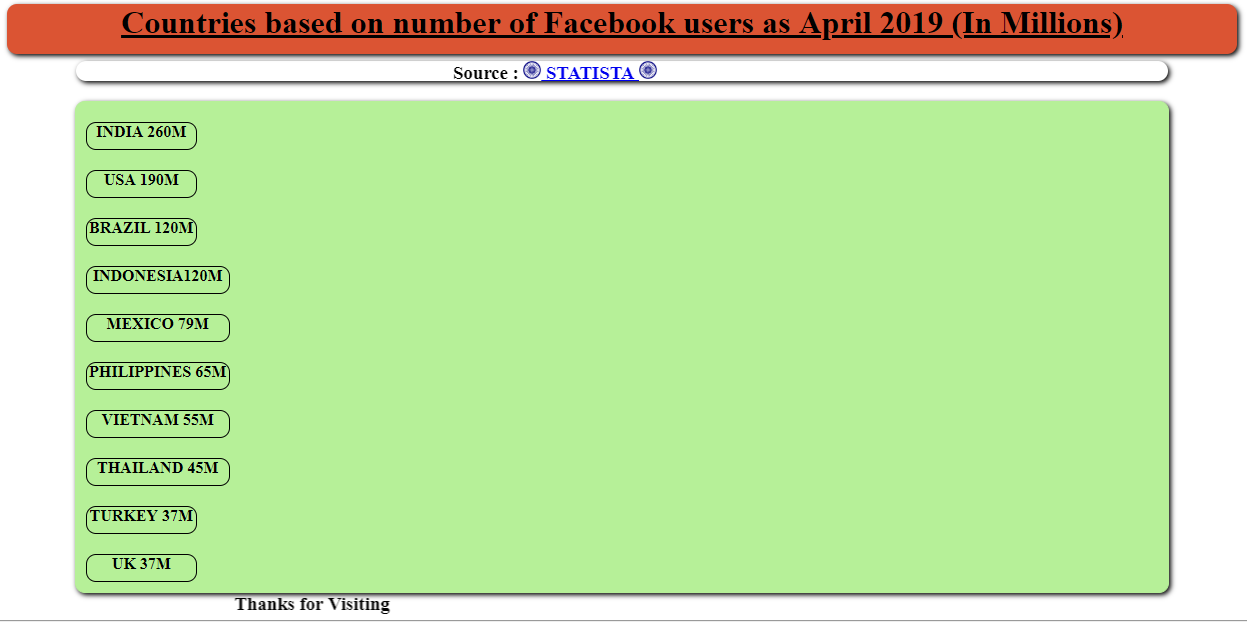 Countries based on number of Facebook users as April 2019 (In Millions)
Source : STATISTA
INDIA 260M
USA 190M
BRAZIL 120M
INDONESIA120M
MEXICO 79M
PHILIPPINES 65M
VIETNAM 55M
THAILAND 45M
TURKEY 37M
UK 37M
Thanks for Visiting